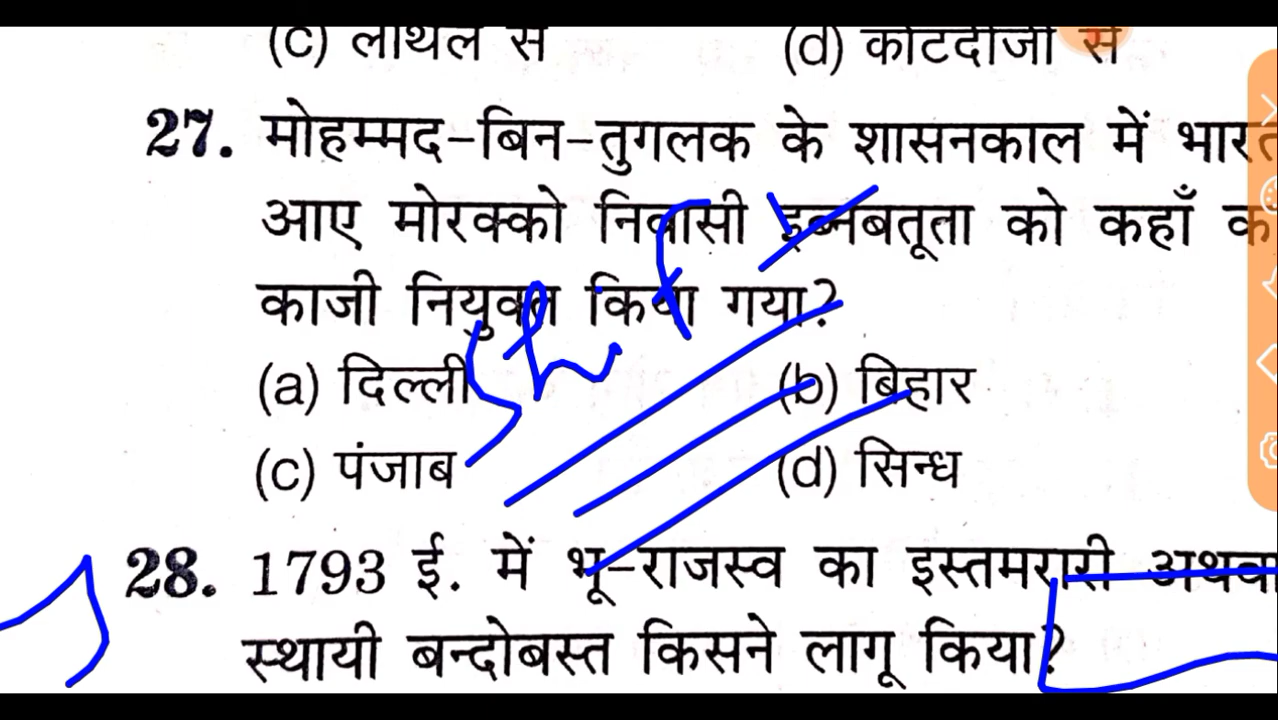 (c) लोथल से (d) कोटदीजी से
27. मोहम्मद-बिन-तुगलक के शासनकाल में भारत
आए मोरक्को निवासी इब्नबतूता को कहाँ क
काजी नियुक्त किया गया?
(a) दिल्ली (b) बिहार
(c) पंजाब (d) सिन्ध
28. 1793 ई. में भू-राजस्व का इस्तमरारी अथवा
स्थायी बन्दोबस्त किसने लागू किया?